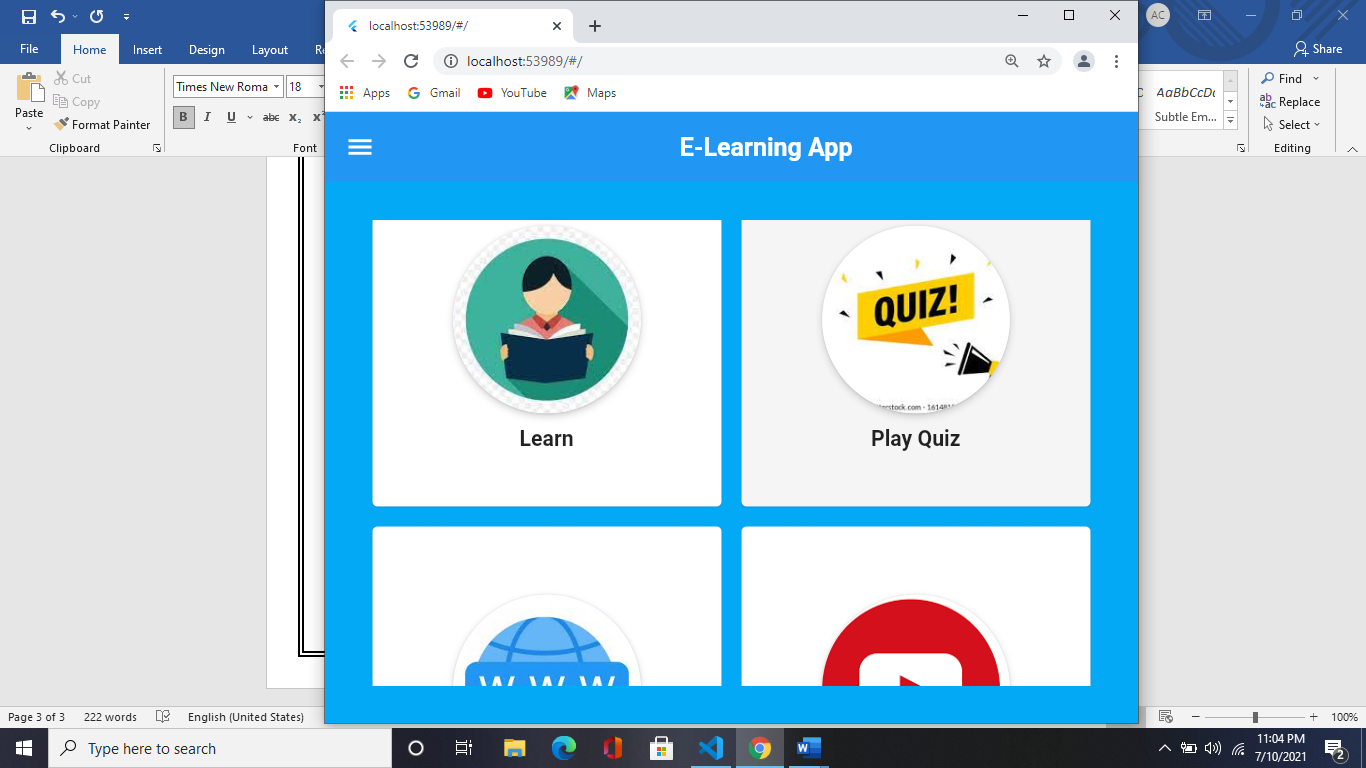 localhost:53989/#/
AC
File
Home
Insert
Design
Layout
Share
localhost:53989/#/
Apps
Gmail
YouTube
Maps
Cut
Copy
Paste
Format Painter
Clipboard
Times New Roma
18
B I U abc x₂
Font
AaBbCcDc
Subtle Em...
Find
Replace
Select
Editing
E-Learning App
QUIZ!
Learn
Play Quiz
W W W
Page 3 of 3
222 words
English (United States)
100%
Type here to search
11:04 PM
7/10/2021
2